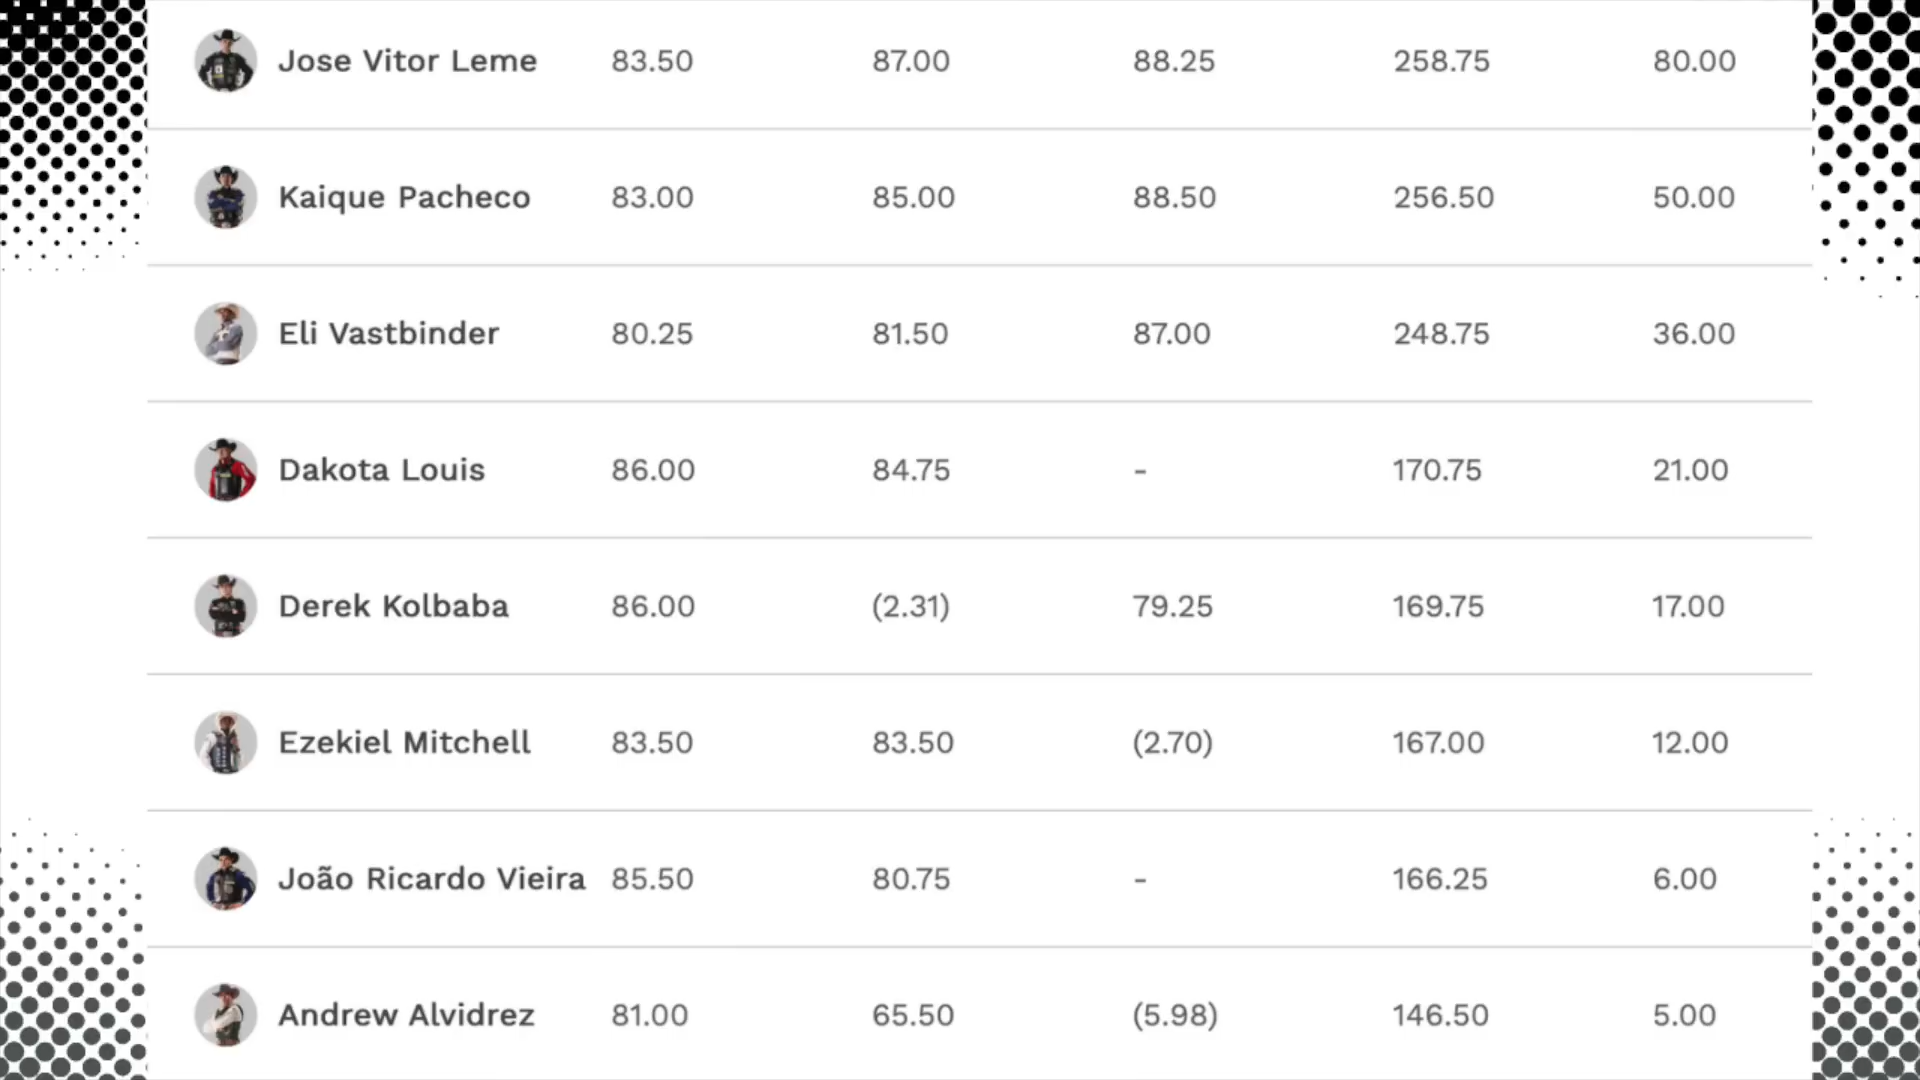 Jose Vitor Leme 83.50 87.00 88.25 258.75 80.00
Kaique Pacheco 83.00 85.00 88.50 256.50 50.00
Eli Vastbinder 80.25 81.50 87.00 248.75 36.00
Dakota Louis 86.00 84.75 - 170.75 21.00
Derek Kolbaba 86.00 (2.31) 79.25 169.75 17.00
Ezekiel Mitchell 83.50 83.50 (2.70) 167.00 12.00
João Ricardo Vieira 85.50 80.75 - 166.25 6.00
Andrew Alvidrez 81.00 65.50 (5.98) 146.50 5.00